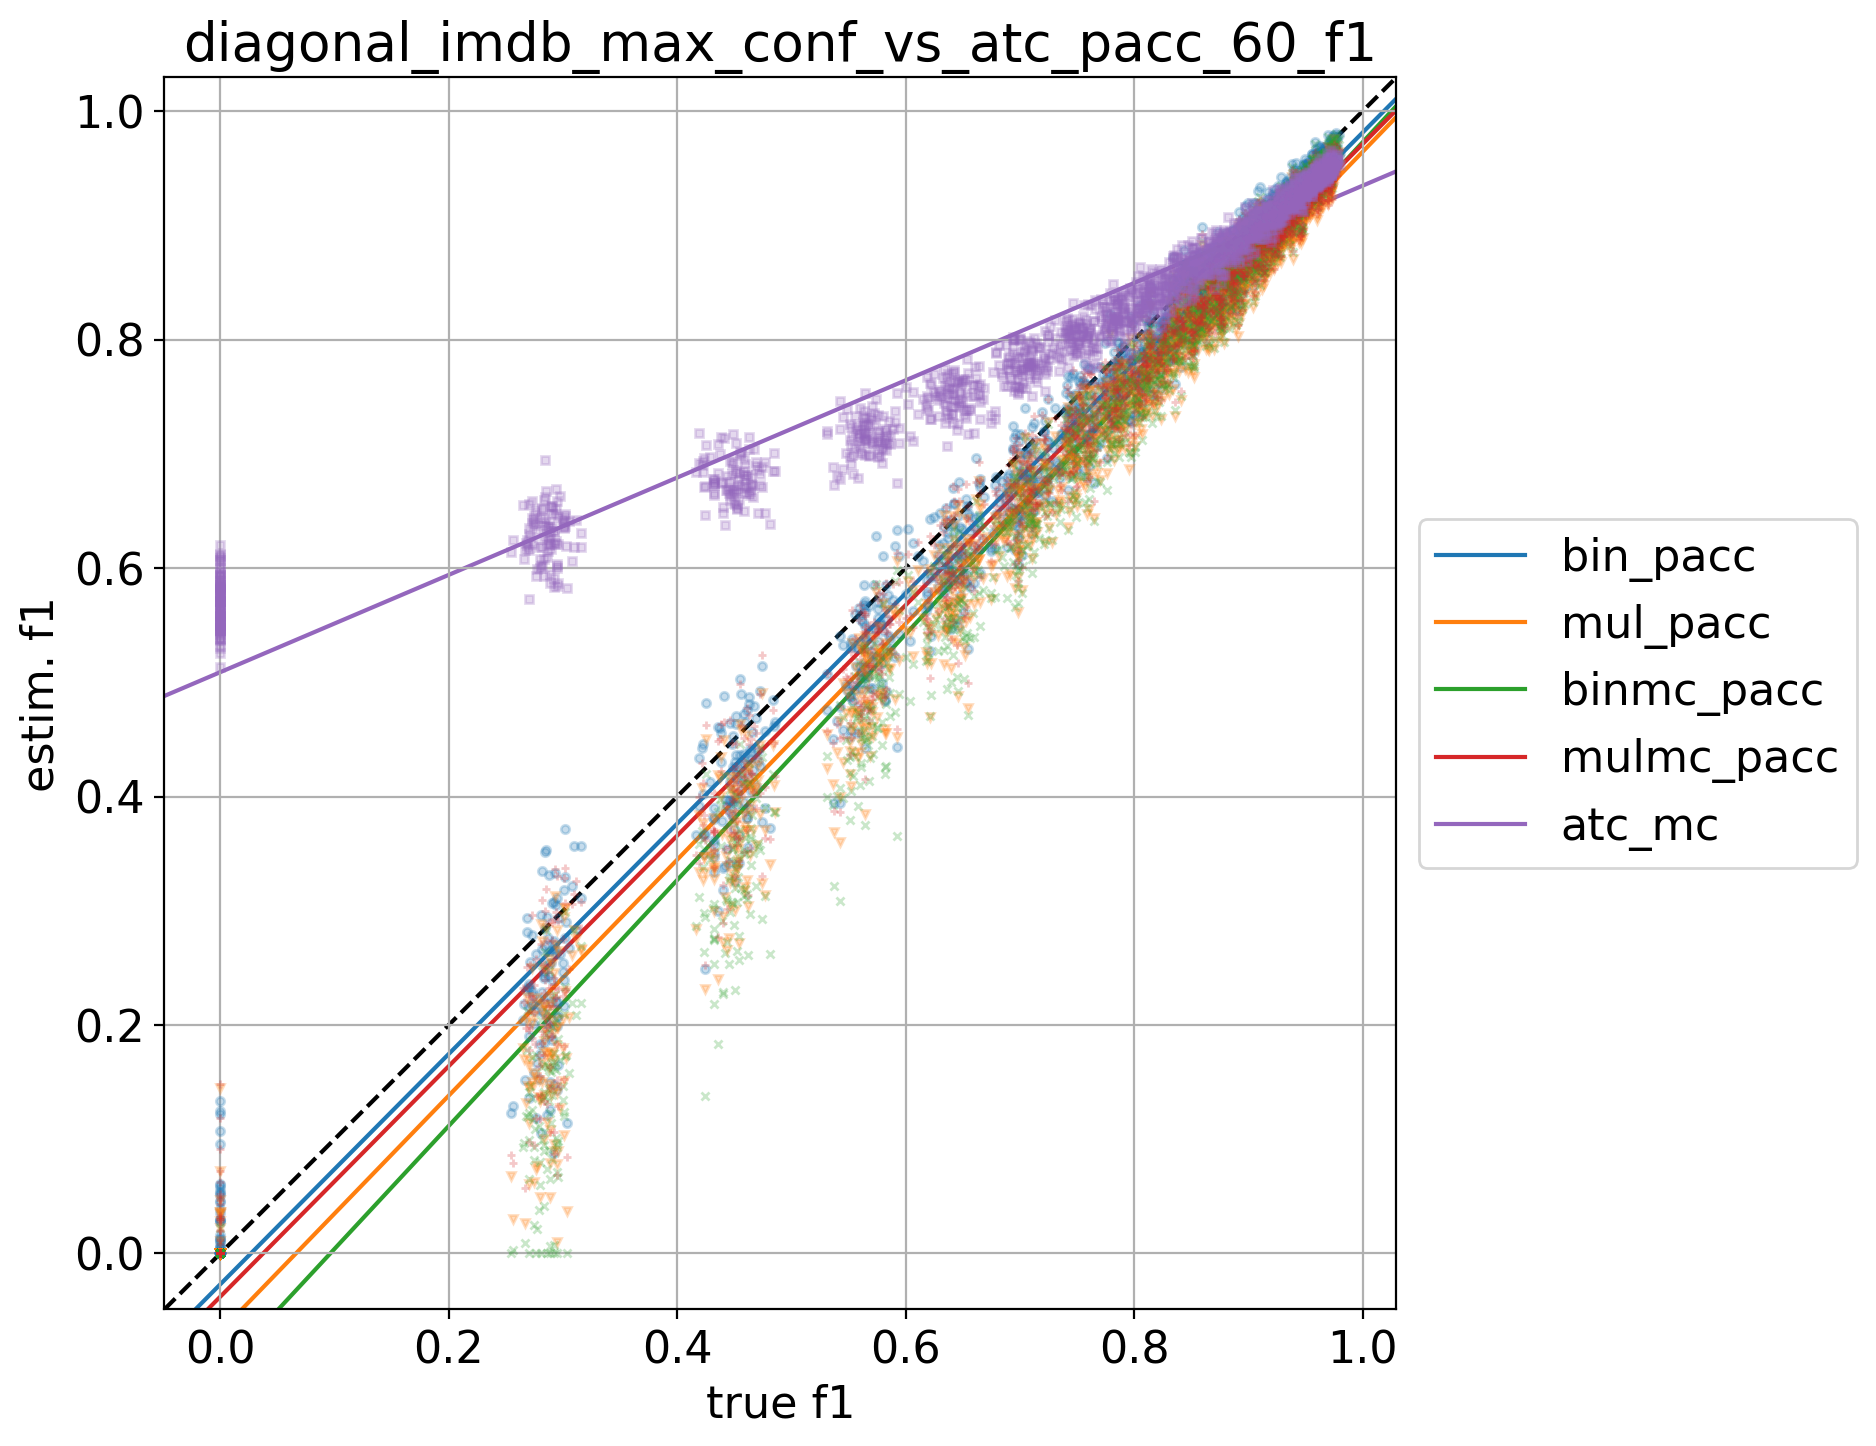 diagonal_imdb_max_conf_vs_atc_pacc_60_f1
1.0
0.8
0.6
0.4
0.2
0.0
estim. f1
0.0 0.2 0.4 0.6 0.8 1.0
true f1
bin_pacc
mul_pacc
binmc_pacc
mulmc_pacc
atc_mc